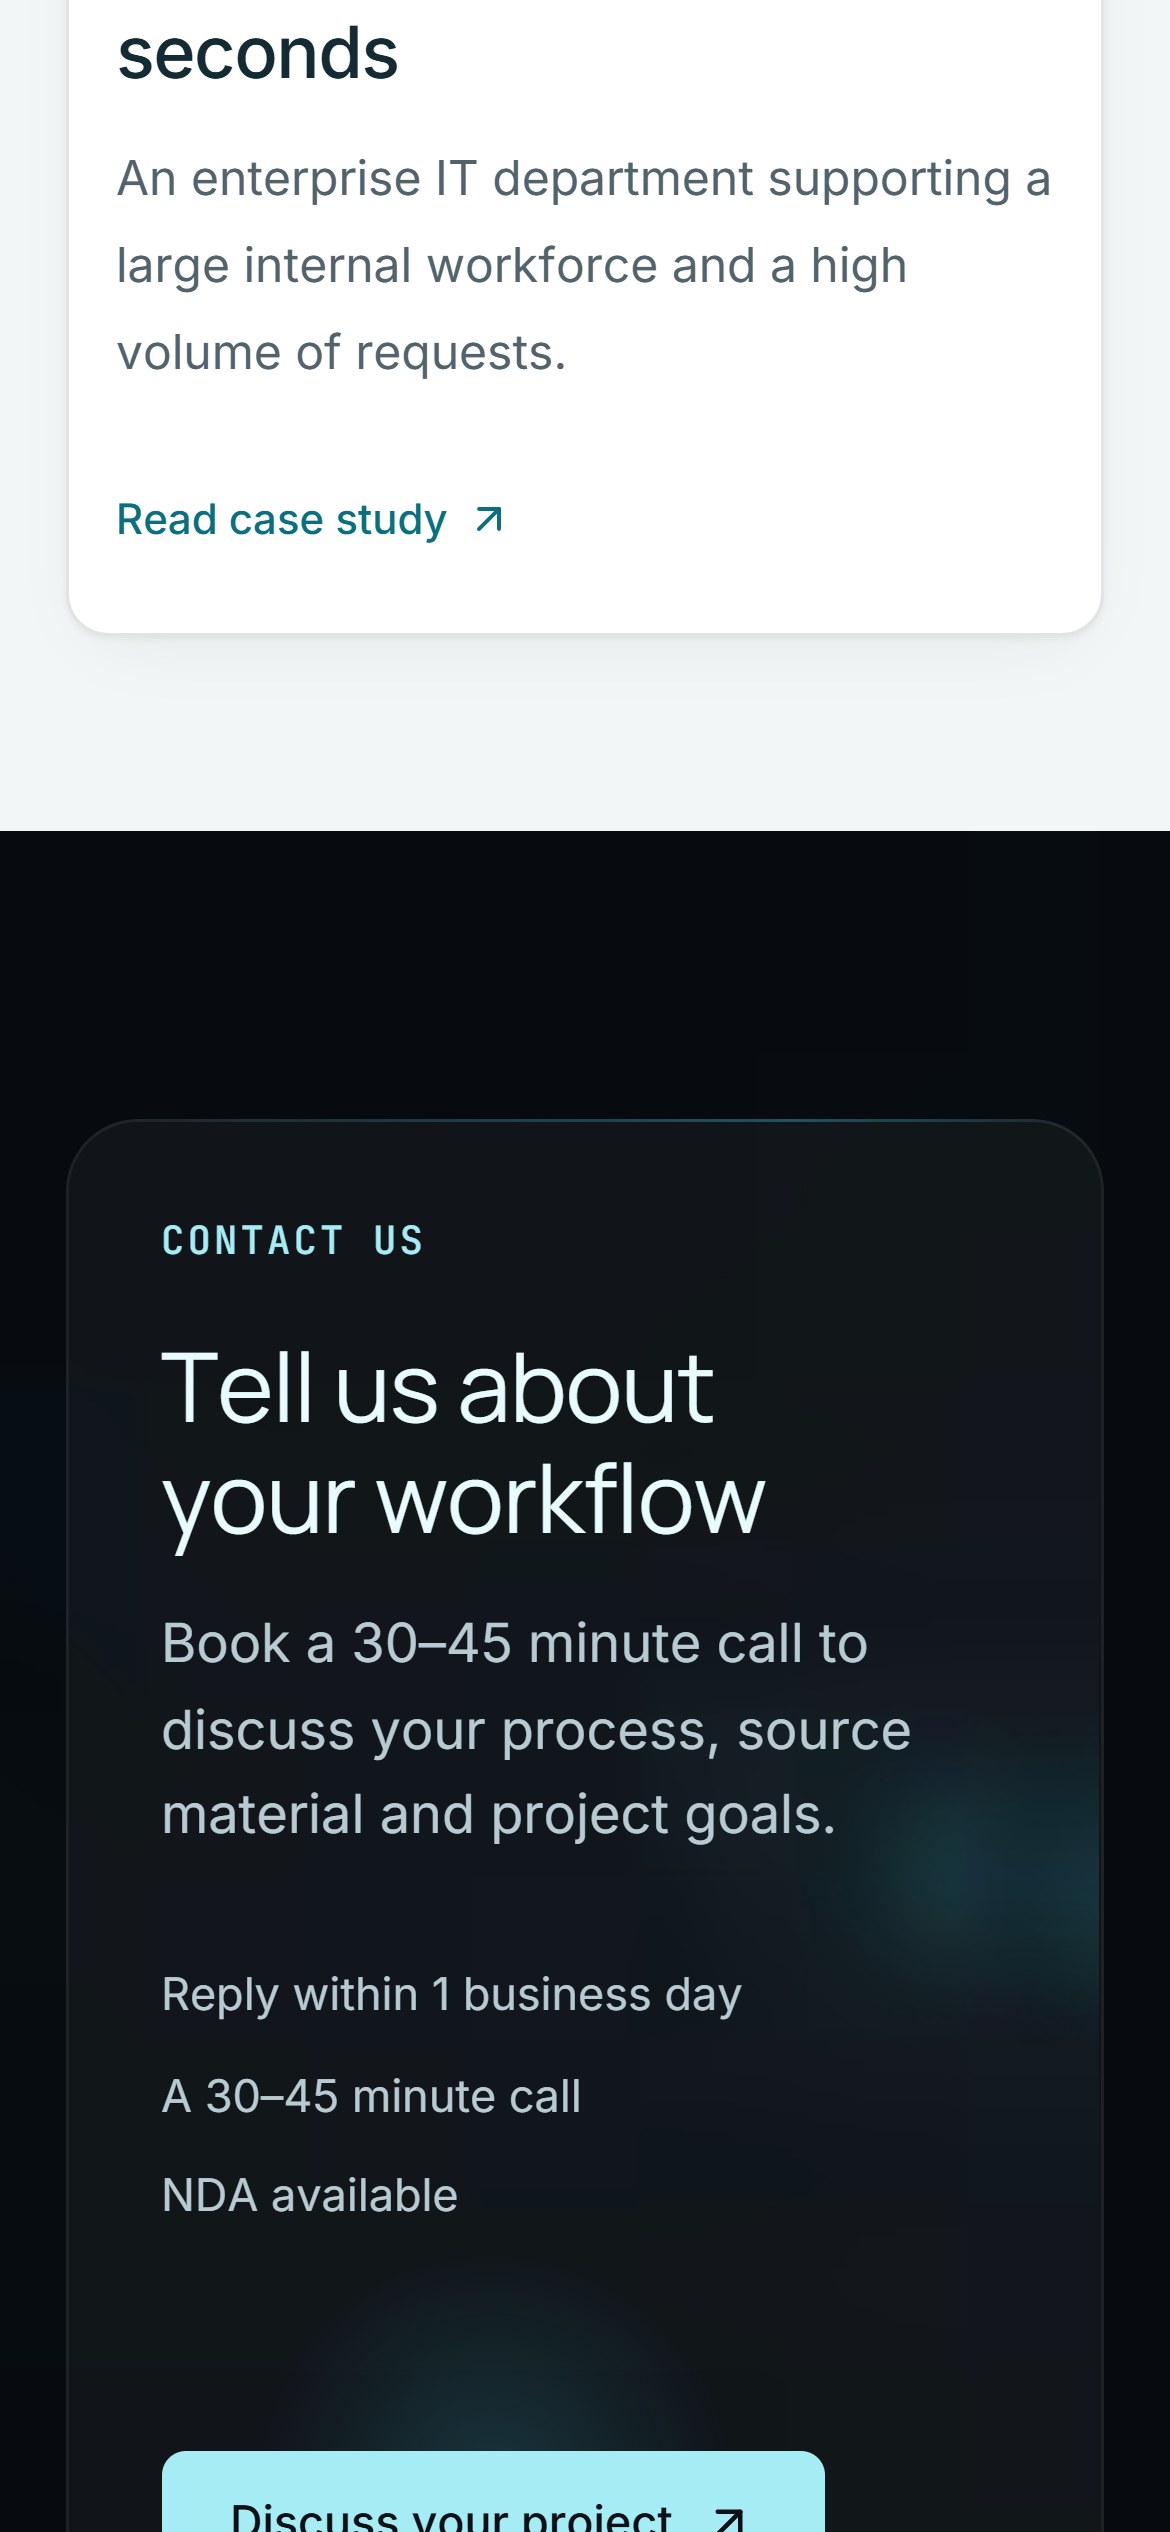 seconds
An enterprise IT department supporting a
large internal workforce and a high
volume of requests.
Read case study
CONTACT US
Tell us about
your workflow
Book a 30–45 minute call to
discuss your process, source
material and project goals.
Reply within 1 business day
A 30–45 minute call
NDA available
Discuss your project